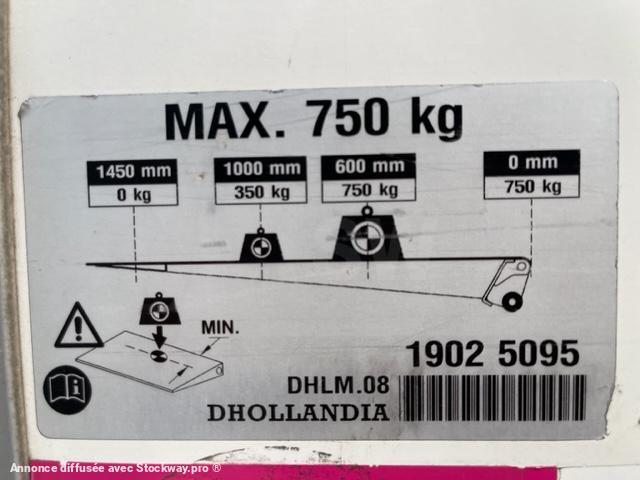 MAX. 750 kg
1450 mm 1000 mm 600 mm 0 mm
0 kg 350 kg 750 kg 750 kg
MIN.
1902 5095
DHLM.08
DHOLLANDIA
Annonce diffusée avec Stockway.pro ®